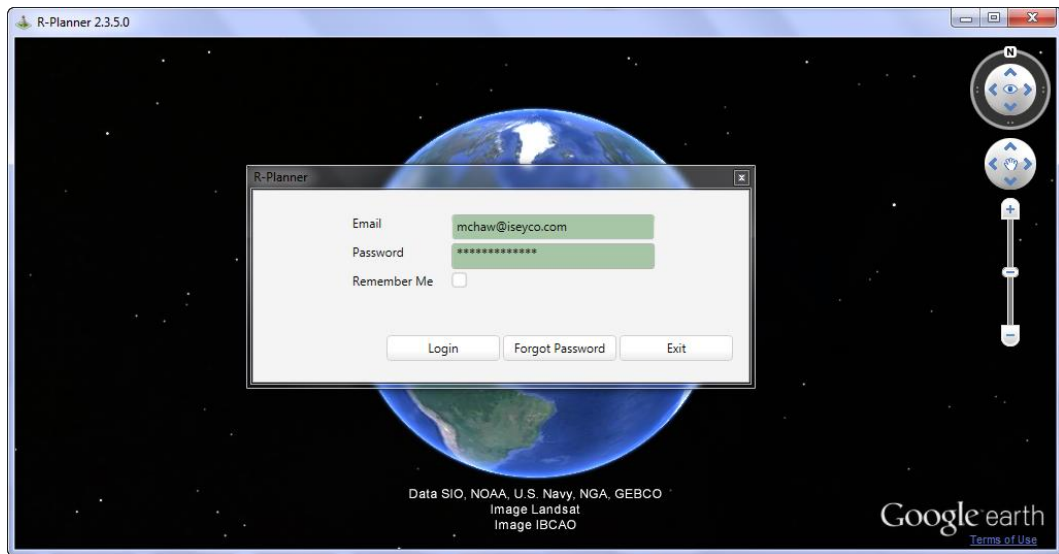 R-Planner 2.3.5.0
N
R-Planner
Email
mchaw@iseyco.com
Password
*************
Remember Me
Login
Forgot Password
Exit
Data SIO, NOAA, U.S. Navy, NGA, GEBCO
Image Landsat
Image IBCAO
Google earth
Terms of Use